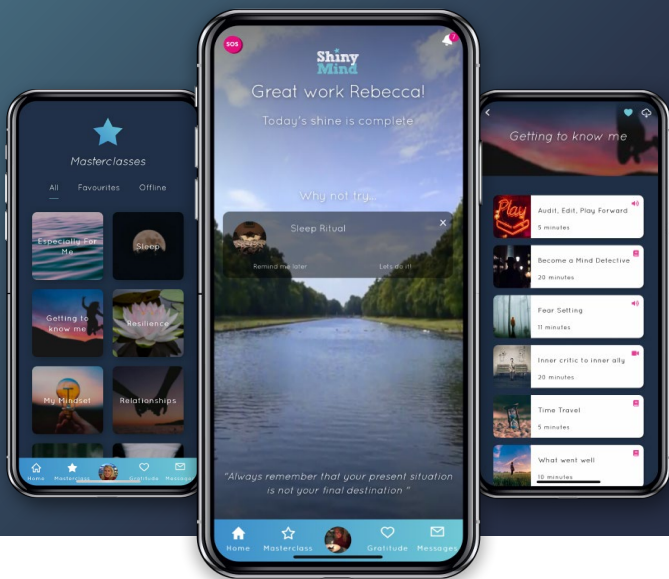 Masterclasses
All Favourites Offline
Especially For
Me
Sleep
Getting to
know me
Resilience
My Mindset
Relationships
Home Masterclass Gratitude Messages
SOS
7
Shiny
Mind
Great work Rebecca!
Today's shine is complete
Why not try...
Sleep Ritual
X
Remind me later
Lets do it!
"Always remember that your present situation
is not your final destination "
Home Masterclass Gratitude Messages
Getting to know me
Play
Audit, Edit, Play Forward
5 minutes
Become a Mind Detective
20 minutes
Fear Setting
11 minutes
Inner critic to inner ally
20 minutes
Time Travel
5 minutes
What went well
10 minutes